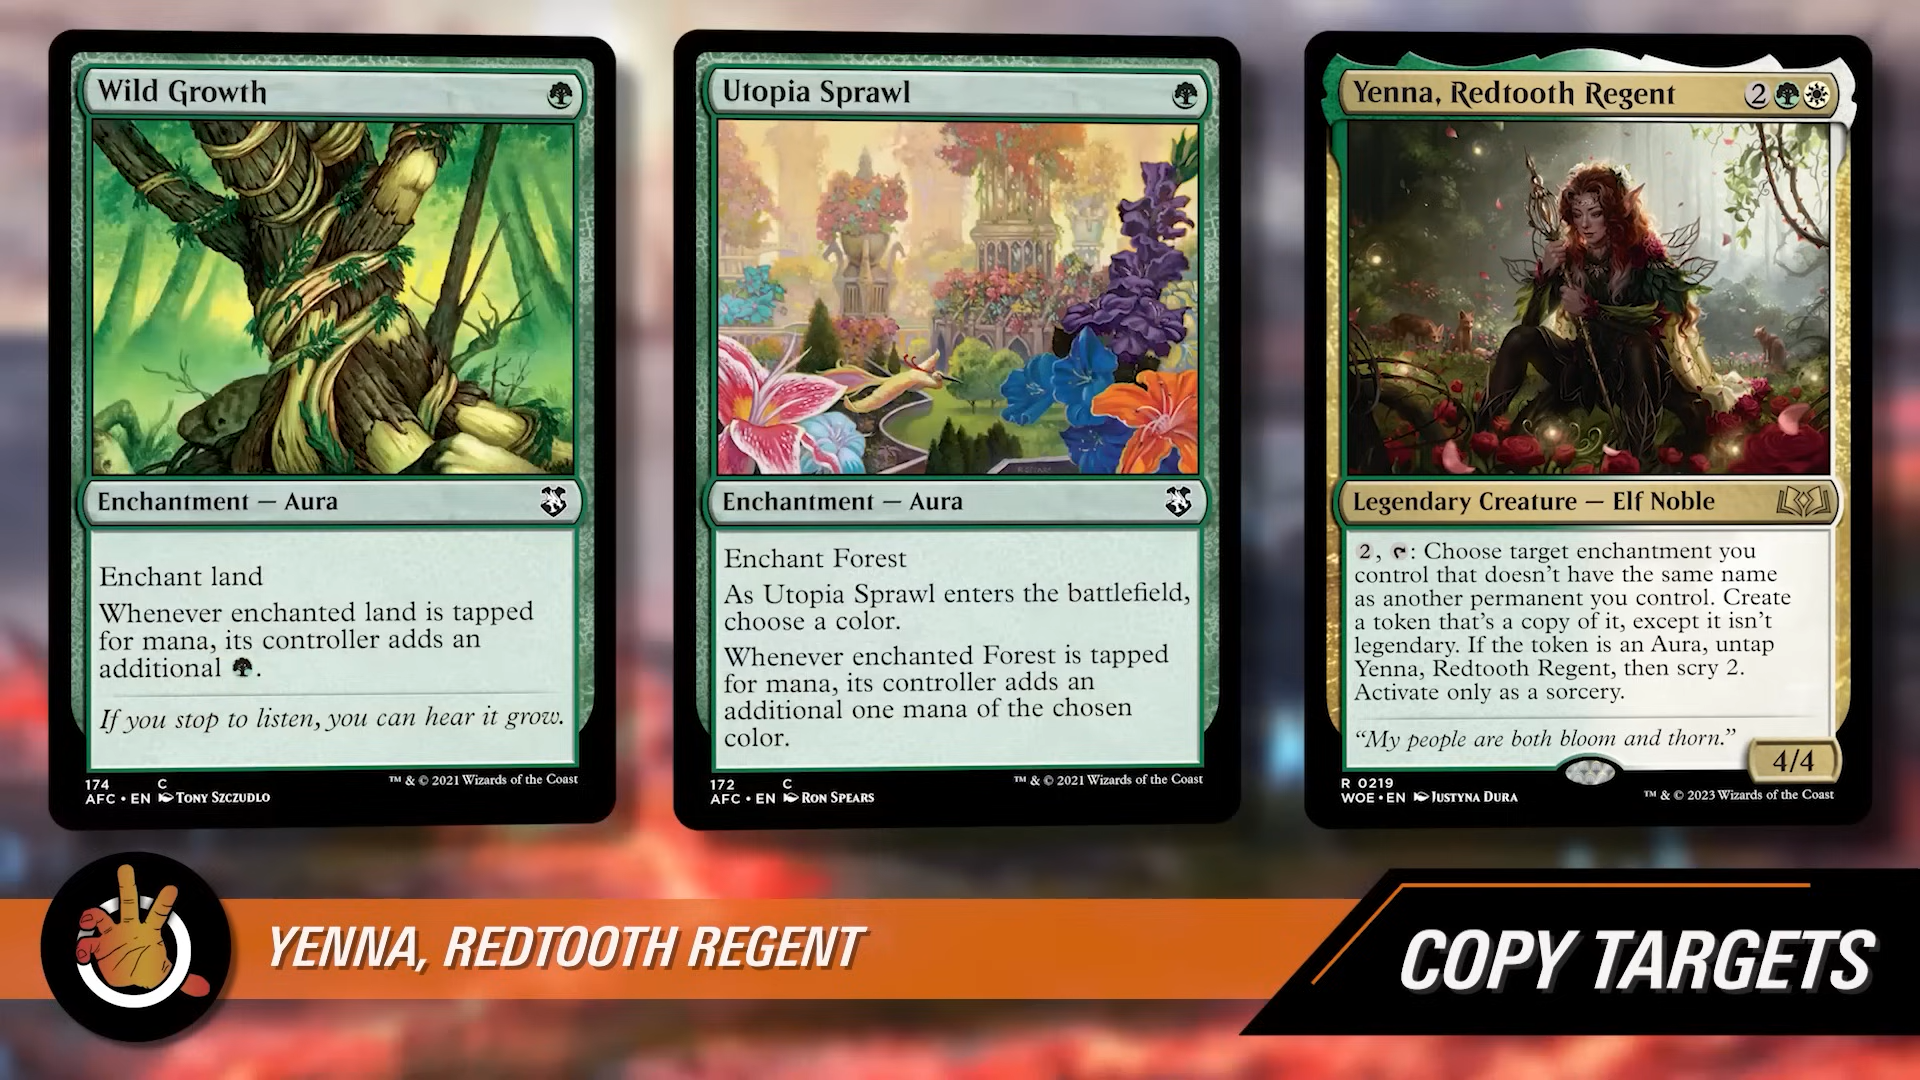 Wild Growth
Enchantment — Aura
Enchant land
Whenever enchanted land is tapped
for mana, its controller adds an
additional .
If you stop to listen, you can hear it grow.
174 C
AFC • EN Tony Szczudlo
™ & © 2021 Wizards of the Coast
Utopia Sprawl
Enchantment — Aura
Enchant Forest
As Utopia Sprawl enters the battlefield,
choose a color.
Whenever enchanted Forest is tapped
for mana, its controller adds an
additional one mana of the chosen
color.
172 C
AFC • EN Ron Spears
™ & © 2021 Wizards of the Coast
Yenna, Redtooth Regent 2
Legendary Creature — Elf Noble
2, : Choose target enchantment you
control that doesn't have the same name
as another permanent you control. Create
a token that's a copy of it, except it isn't
legendary. If the token is an Aura, untap
Yenna, Redtooth Regent, then scry 2.
Activate only as a sorcery.
“My people are both bloom and thorn.”
4/4
R 0219
WOE • EN Justyna Dura
™ & © 2023 Wizards of the Coast
YENNA, REDTOOTH REGENT
COPY TARGETS